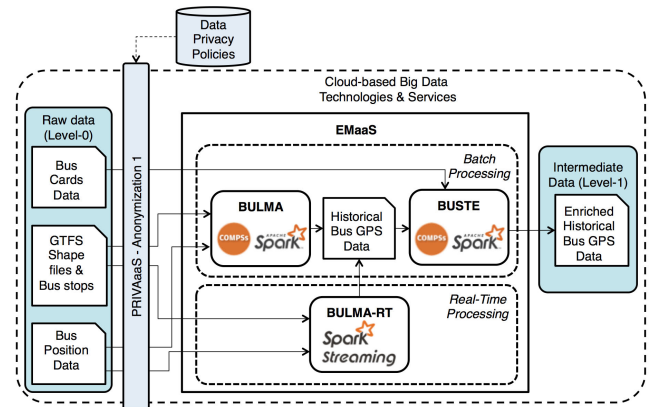 Data
Privacy
Policies
Cloud-based Big Data
Technologies & Services
Raw data
(Level-0)
Bus
Cards
Data
GTFS
Shape
files &
Bus stops
Bus
Position
Data
PRIVAaaS - Anonymization 1
EMaaS
Batch
Processing
BULMA
COMPSs
APACHE
Spark
Historical
Bus GPS
Data
BUSTE
COMPSs
APACHE
Spark
Real-Time
Processing
BULMA-RT
Spark
Streaming
Intermediate
Data (Level-1)
Enriched
Historical
Bus GPS
Data